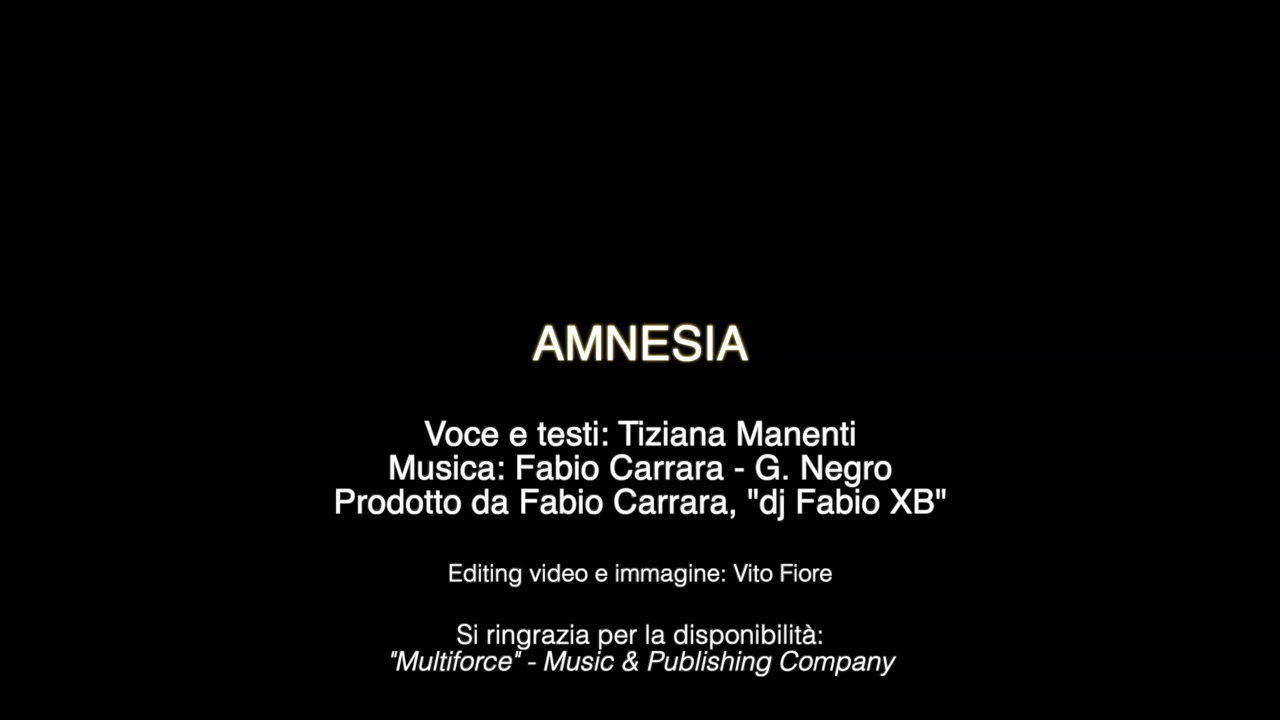 AMNESIA
Voce e testi: Tiziana Manenti
Musica: Fabio Carrara - G. Negro
Prodotto da Fabio Carrara, "dj Fabio XB"
Editing video e immagine: Vito Fiore
Si ringrazia per la disponibilità:
"Multiforce" - Music & Publishing Company